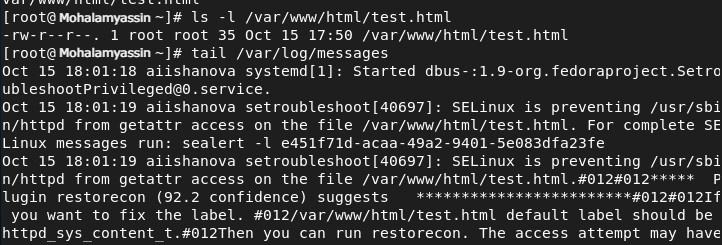 [root@Mohalamyassin ~]# ls -l /var/www/html/test.html
-rw-r--r--. 1 root root 35 Oct 15 17:50 /var/www/html/test.html
[root@Mohalamyassin ~]# tail /var/log/messages
Oct 15 18:01:18 aiishanova systemd[1]: Started dbus-:1.9-org.fedoraproject.Setro
ubleshootPrivileged@0.service.
Oct 15 18:01:19 aiishanova setroubleshoot[40697]: SELinux is preventing /usr/sbi
n/httpd from getattr access on the file /var/www/html/test.html. For complete SE
Linux messages run: sealert -l e451f71d-acaa-49a2-9401-5e083dfa23fe
Oct 15 18:01:19 aiishanova setroubleshoot[40697]: SELinux is preventing /usr/sbi
n/httpd from getattr access on the file /var/www/html/test.html.#012#012***** P
lugin restorecon (92.2 confidence) suggests ************************#012#012If
you want to fix the label. #012/var/www/html/test.html default label should be
httpd_sys_content_t.#012Then you can run restorecon. The access attempt may have